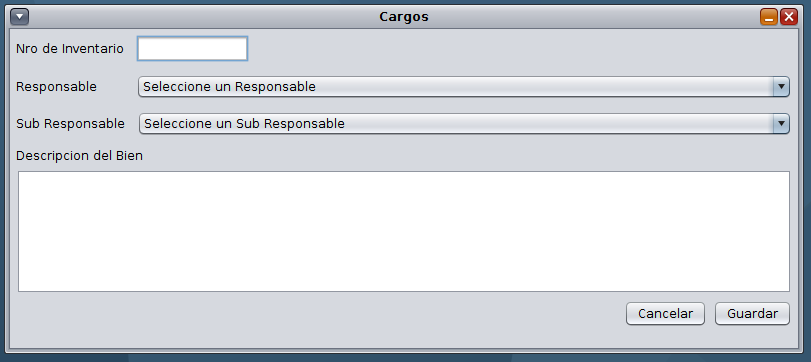 Cargos
Nro de Inventario
Responsable Seleccione un Responsable
Sub Responsable Seleccione un Sub Responsable
Descripcion del Bien
Cancelar Guardar